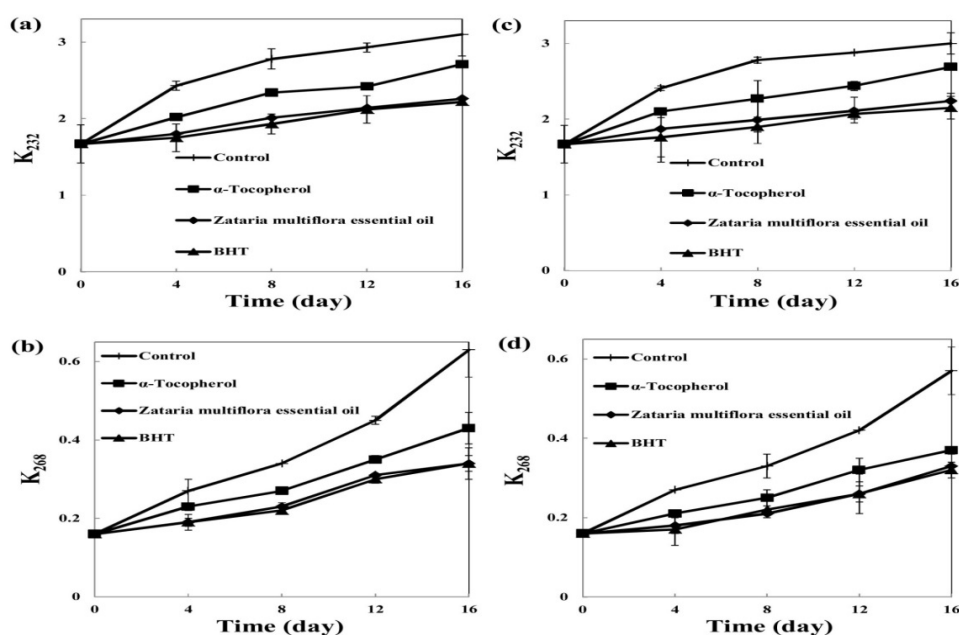 (a)
3
2
1
0
K232
Control
α-Tocopherol
Zataria multiflora essential oil
BHT
0 4 8 12 16
Time (day)
(c)
3
2
1
0
K232
Control
α-Tocopherol
Zataria multiflora essential oil
BHT
0 4 8 12 16
Time (day)
(b)
0.6
0.4
0.2
0
K268
Control
α-Tocopherol
Zataria multiflora essential oil
BHT
0 4 8 12 16
Time (day)
(d)
0.6
0.4
0.2
0
K268
Control
α-Tocopherol
Zataria multiflora essential oil
BHT
0 4 8 12 16
Time (day)